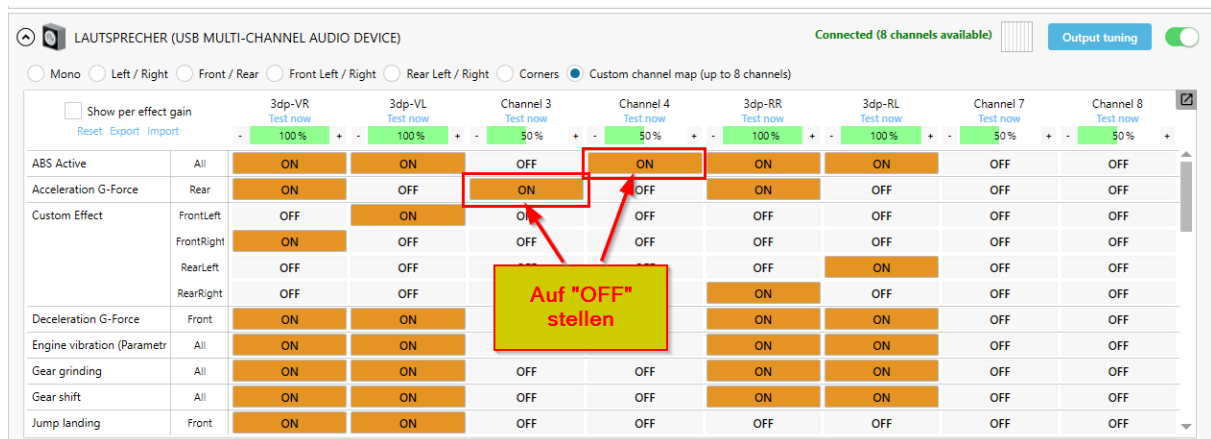 LAUTSPRECHER (USB MULTI-CHANNEL AUDIO DEVICE) Connected (8 channels available) Output tuning
Mono Left / Right Front / Rear Front Left / Right Rear Left / Right Corners Custom channel map (up to 8 channels)
Show per effect gain 3dp-VR 3dp-VL Channel 3 Channel 4 3dp-RR 3dp-RL Channel 7 Channel 8
Test now Test now Test now Test now Test now Test now Test now Test now
Reset Export Import - 100 % + - 100 % + - 50 % + - 50 % + - 100 % + - 100 % + - 50 % + - 50 % +
ABS Active All ON ON OFF ON ON ON OFF OFF
Acceleration G-Force Rear ON OFF ON OFF ON OFF OFF OFF
Custom Effect FrontLeft OFF ON OFF OFF OFF OFF OFF
FrontRight ON OFF OFF OFF OFF OFF OFF OFF
RearLeft OFF OFF OFF ON OFF OFF
RearRight OFF OFF ON OFF OFF OFF
Auf "OFF"
stellen
Deceleration G-Force Front ON ON ON ON OFF OFF
Engine vibration (Parametr All ON ON ON ON OFF OFF
Gear grinding All ON ON OFF OFF ON ON OFF OFF
Gear shift All ON ON OFF OFF ON ON OFF OFF
Jump landing Front ON ON OFF OFF OFF OFF OFF OFF